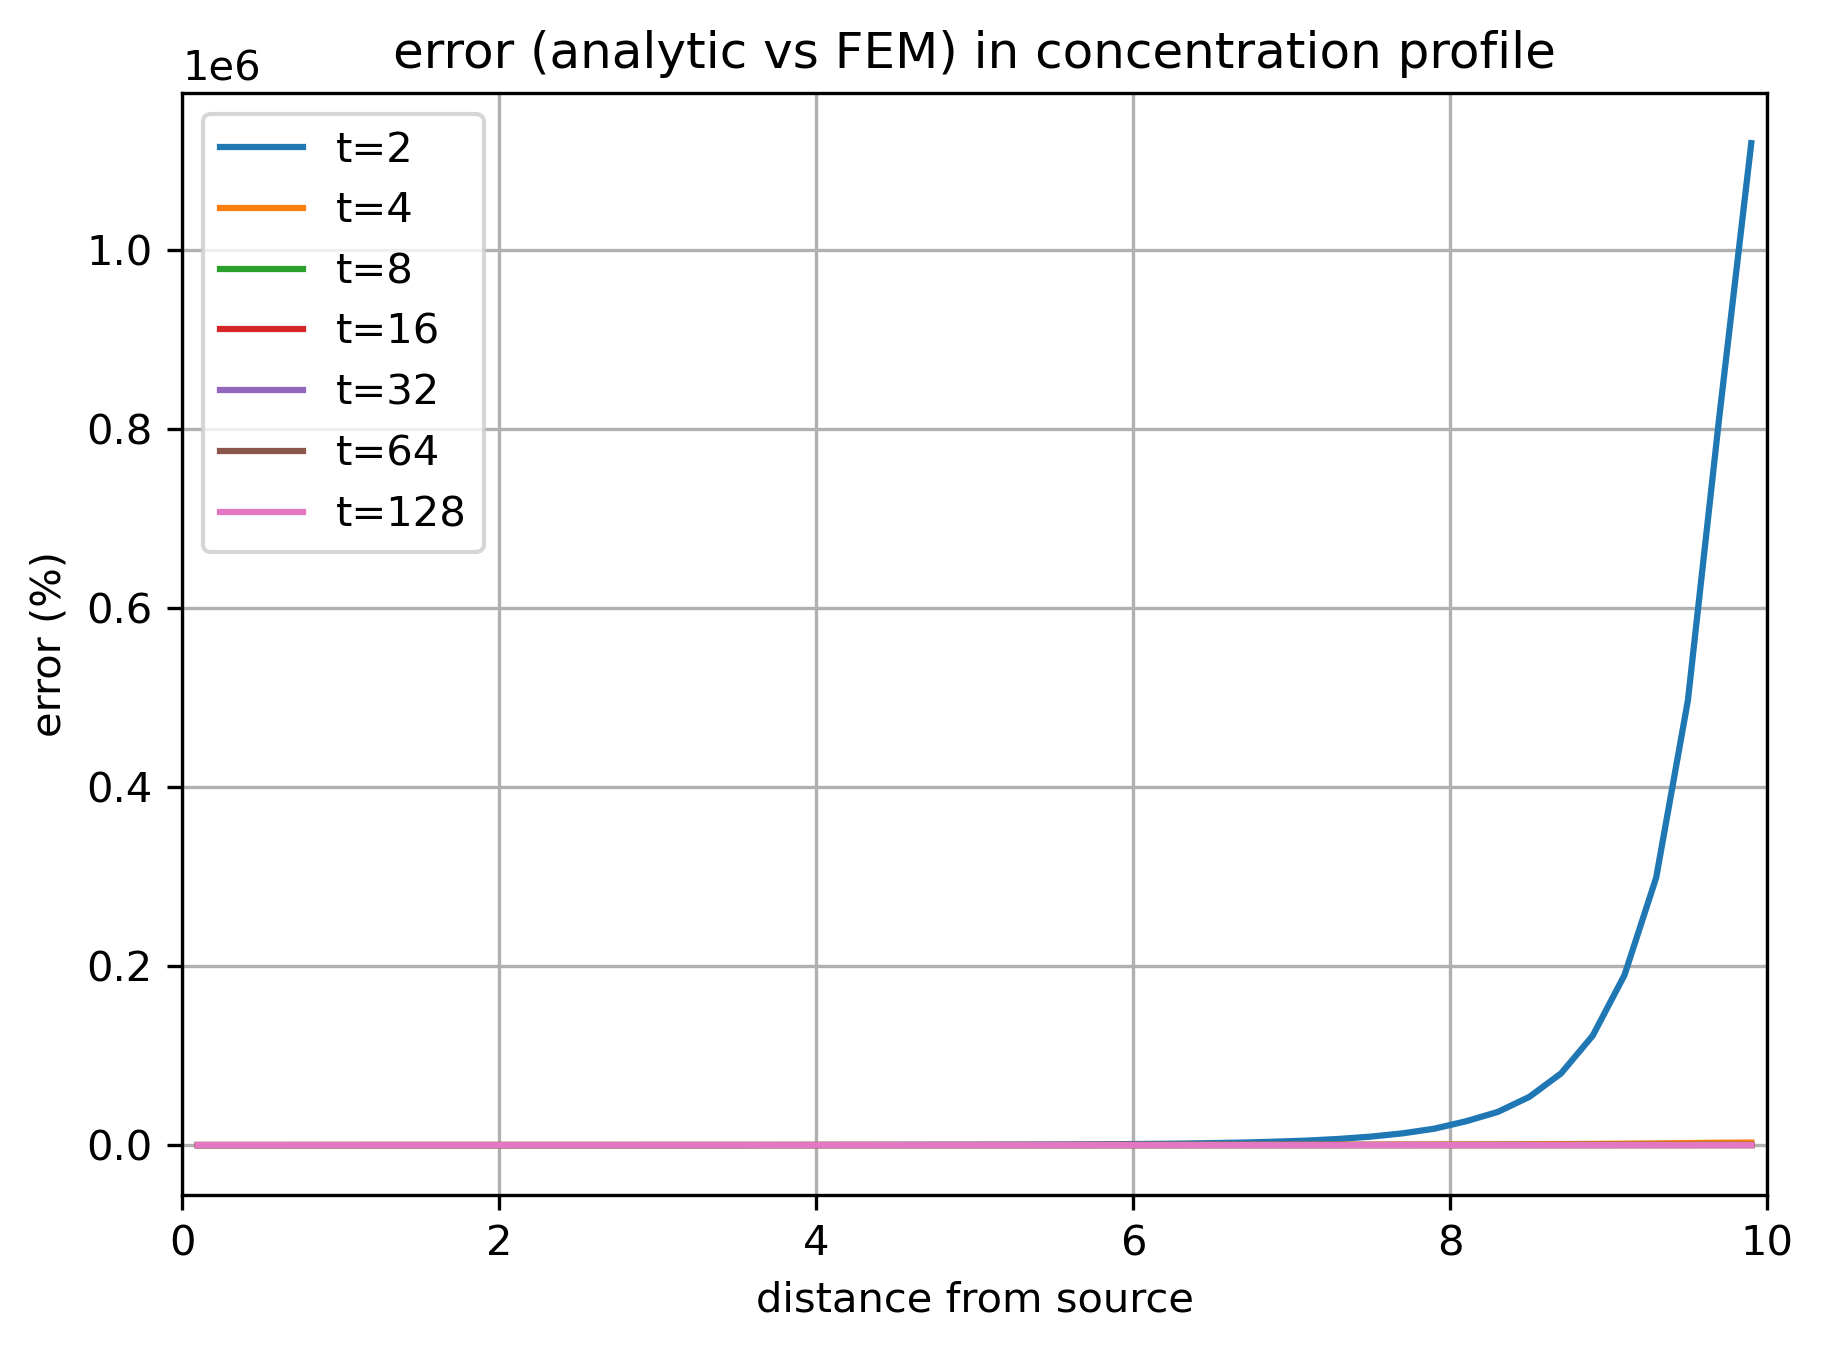 error (analytic vs FEM) in concentration profile
1e6
t=2
t=4
t=8
t=16
t=32
t=64
t=128
1.0
0.8
0.6
0.4
0.2
0.0
error (%)
0 2 4 6 8 10
distance from source